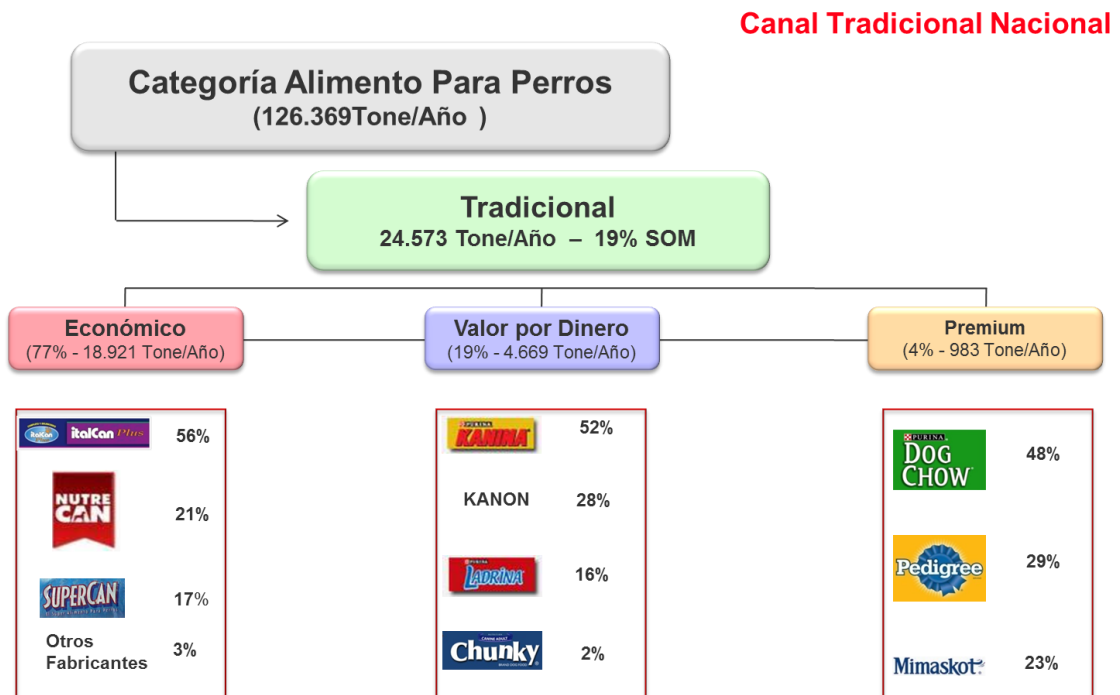 Canal Tradicional Nacional
Categoría Alimento Para Perros
(126.369Tone/Año )
Tradicional
24.573 Tone/Año – 19% SOM
Económico
(77% - 18.921 Tone/Año)
Valor por Dinero
(19% - 4.669 Tone/Año)
Premium
(4% - 983 Tone/Año)
italcan italCan Plus 56%
NUTRE
CAN 21%
SUPERCAN 17%
Otros
Fabricantes 3%
PURINA
KANINA 52%
KANON 28%
PURINA
LADRINA 16%
CANINE ADULT
Chunky 2%
PURINA
DOG
CHOW 48%
Pedigree 29%
Mimaskot 23%